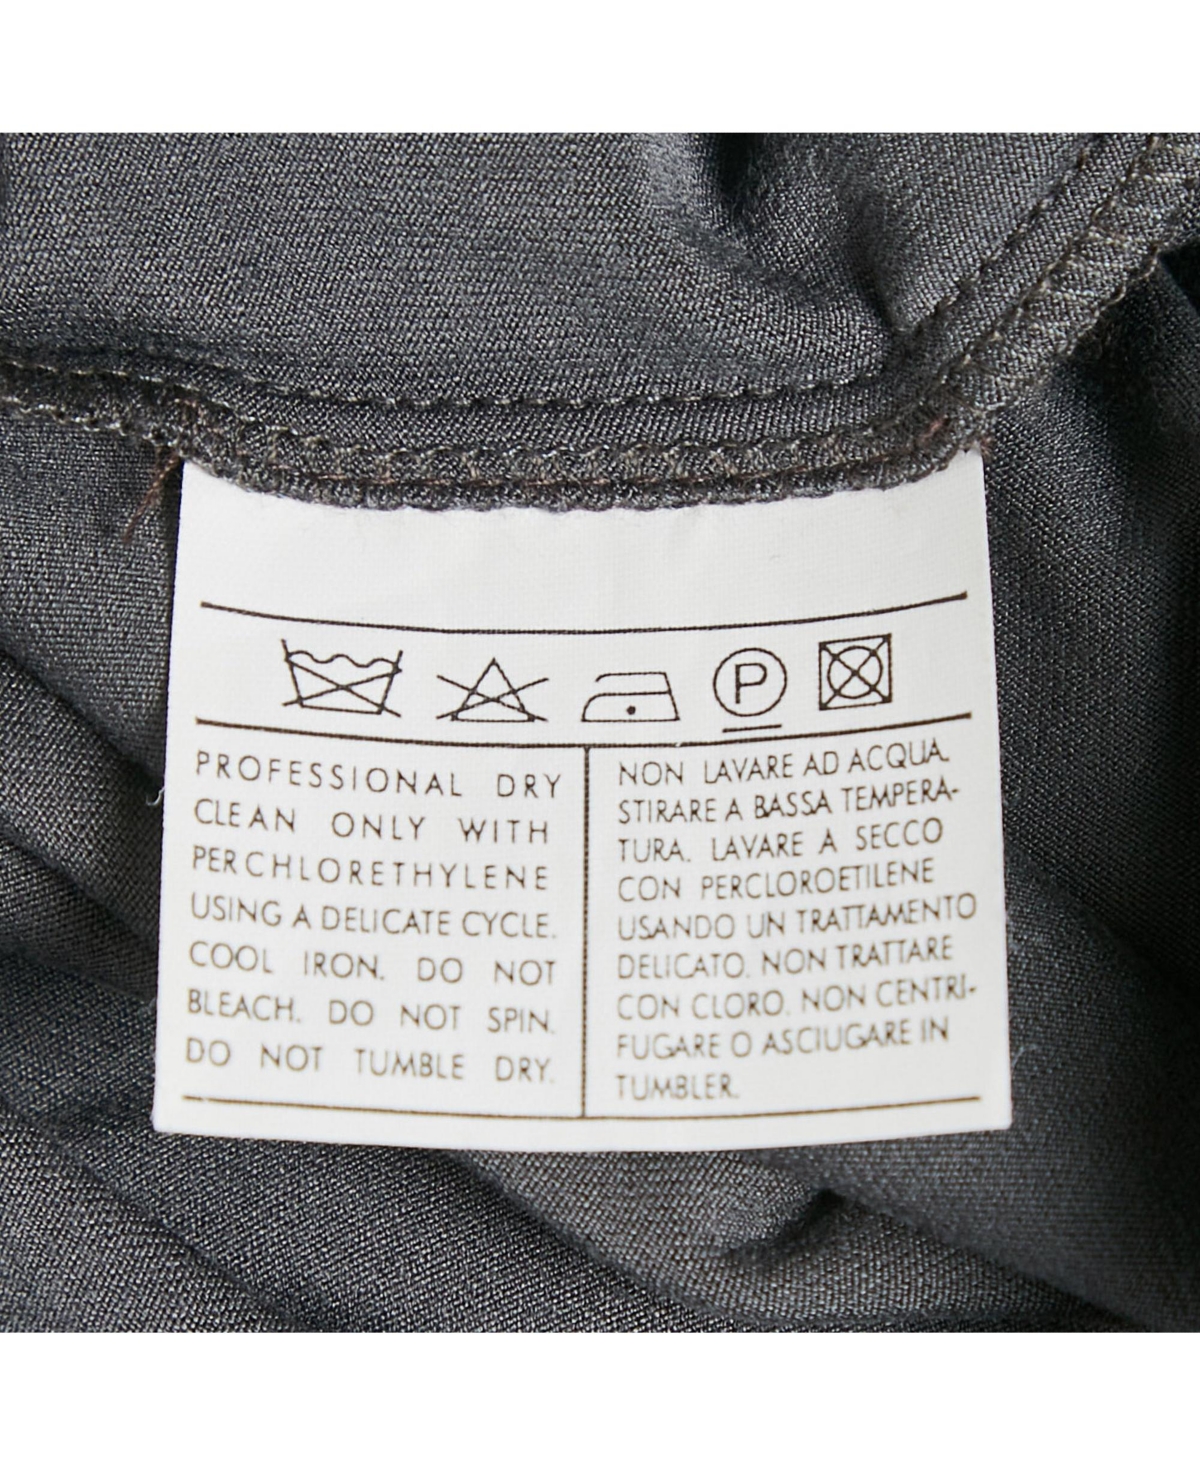 P
PROFESSIONAL DRY
CLEAN ONLY WITH
PERCHLORETHYLENE
USING A DELICATE CYCLE.
COOL IRON. DO NOT
BLEACH. DO NOT SPIN.
DO NOT TUMBLE DRY.
NON LAVARE AD ACQUA.
STIRARE A BASSA TEMPERA-
TURA. LAVARE A SECCO
CON PERCLOROETILENE
USANDO UN TRATTAMENTO
DELICATO. NON TRATTARE
CON CLORO. NON CENTRI-
FUGARE O ASCIUGARE IN
TUMBLER.